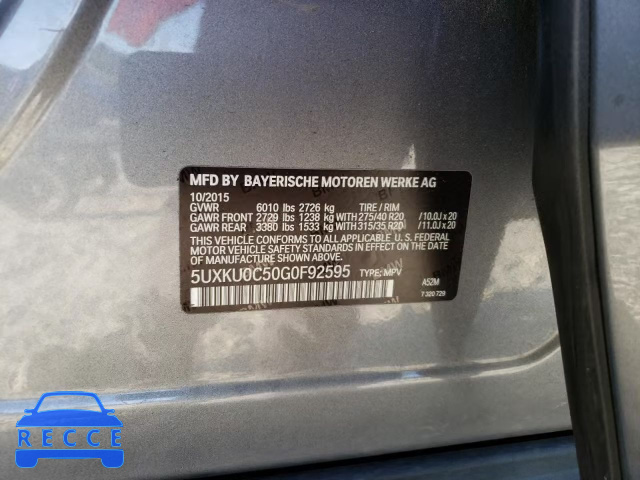 MFD BY BAYERISCHE MOTOREN WERKE AG
10/2015
GVWR 6010 lbs 2726 kg TIRE / RIM
GAWR FRONT 2729 lbs 1238 kg WITH 275/40 R20 /10.0J x 20
GAWR REAR 3380 lbs 1533 kg WITH 315/35 R20 /11.0J x 20
THIS VEHICLE CONFORMS TO ALL APPLICABLE FEDERAL
MOTOR VEHICLE SAFETY STANDARDS IN EFFECT ON THE DATE
OF MANUFACTURE SHOWN ABOVE.
5UXKU0C50G0F92595 TYPE: MPV
A52M
T 320 729
RECCE